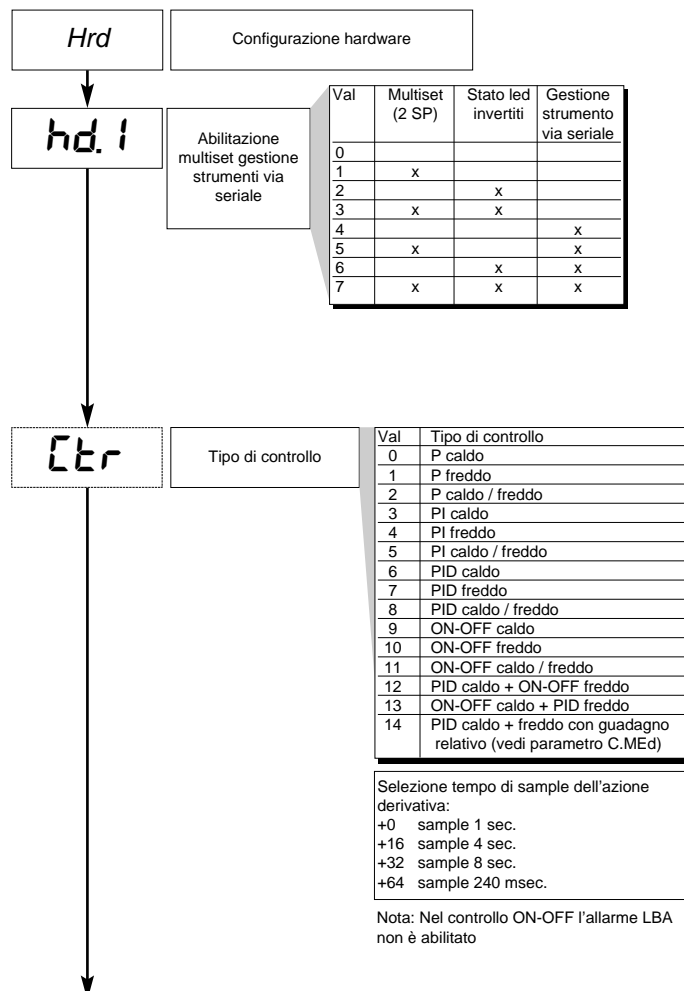 Hrd
Configurazione hardware
hd.1
Abilitazione
multiset gestione
strumenti via
seriale
Val Multiset (2 SP) Stato led invertiti Gestione strumento via seriale
0
1 x
2 x
3 x x
4 x
5 x x
6 x x
7 x x x
Ctr
Tipo di controllo
Val Tipo di controllo
0 P caldo
1 P freddo
2 P caldo / freddo
3 PI caldo
4 PI freddo
5 PI caldo / freddo
6 PID caldo
7 PID freddo
8 PID caldo / freddo
9 ON-OFF caldo
10 ON-OFF freddo
11 ON-OFF caldo / freddo
12 PID caldo + ON-OFF freddo
13 ON-OFF caldo + PID freddo
14 PID caldo + freddo con guadagno
relativo (vedi parametro C.MEd)
Selezione tempo di sample dell'azione
derivativa:
+0 sample 1 sec.
+16 sample 4 sec.
+32 sample 8 sec.
+64 sample 240 msec.
Nota: Nel controllo ON-OFF l'allarme LBA
non è abilitato